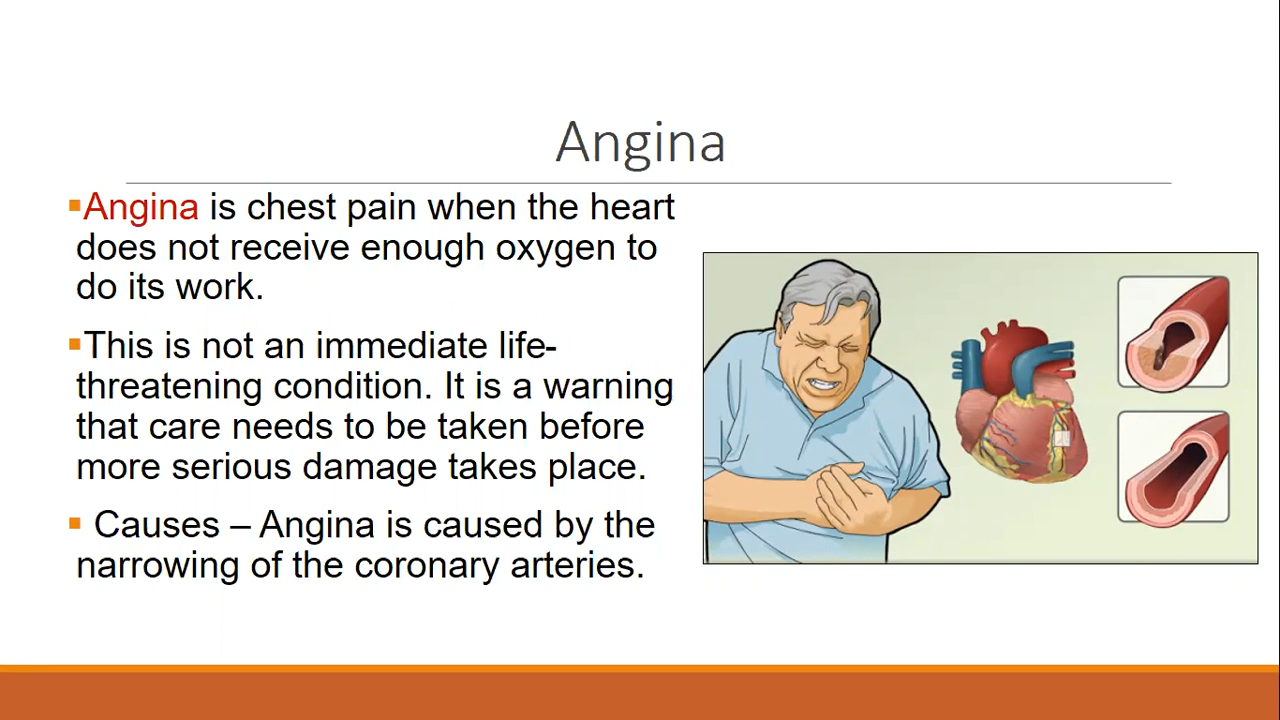 Angina
▪Angina is chest pain when the heart
does not receive enough oxygen to
do its work.
▪This is not an immediate life-
threatening condition. It is a warning
that care needs to be taken before
more serious damage takes place.
▪ Causes – Angina is caused by the
narrowing of the coronary arteries.